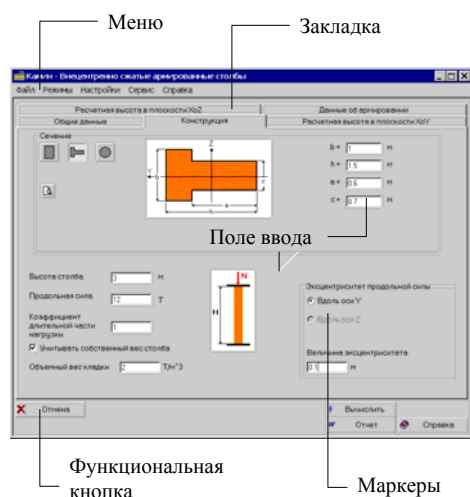 Меню
Закладка
Камин - Внецентренно сжатые армированные столбы
Файл Режимы Настройки Сервис Справка
Расчетная высота в плоскости XoZ
Данные об армировании
Общие данные
Конструкция
Расчетная высота в плоскости XoY
Сечение
b = 1 м
h = 1.5 м
a = 0.6 м
c = 0.7 м
Z
Y
b
c
a
h
Поле ввода
Высота столба 3 м
Продольная сила 12 Т
Коэффициент
длительной части
нагрузки 1
Учитывать собственный вес столба
Объемный вес кладки 2 Т/м^3
N
H
Эксцентриситет продольной силы
Вдоль оси Y
Вдоль оси Z
Величина эксцентриситета
0.1 м
Отмена
Вычислить
Отчет
Справка
Функциональная
кнопка
Маркеры